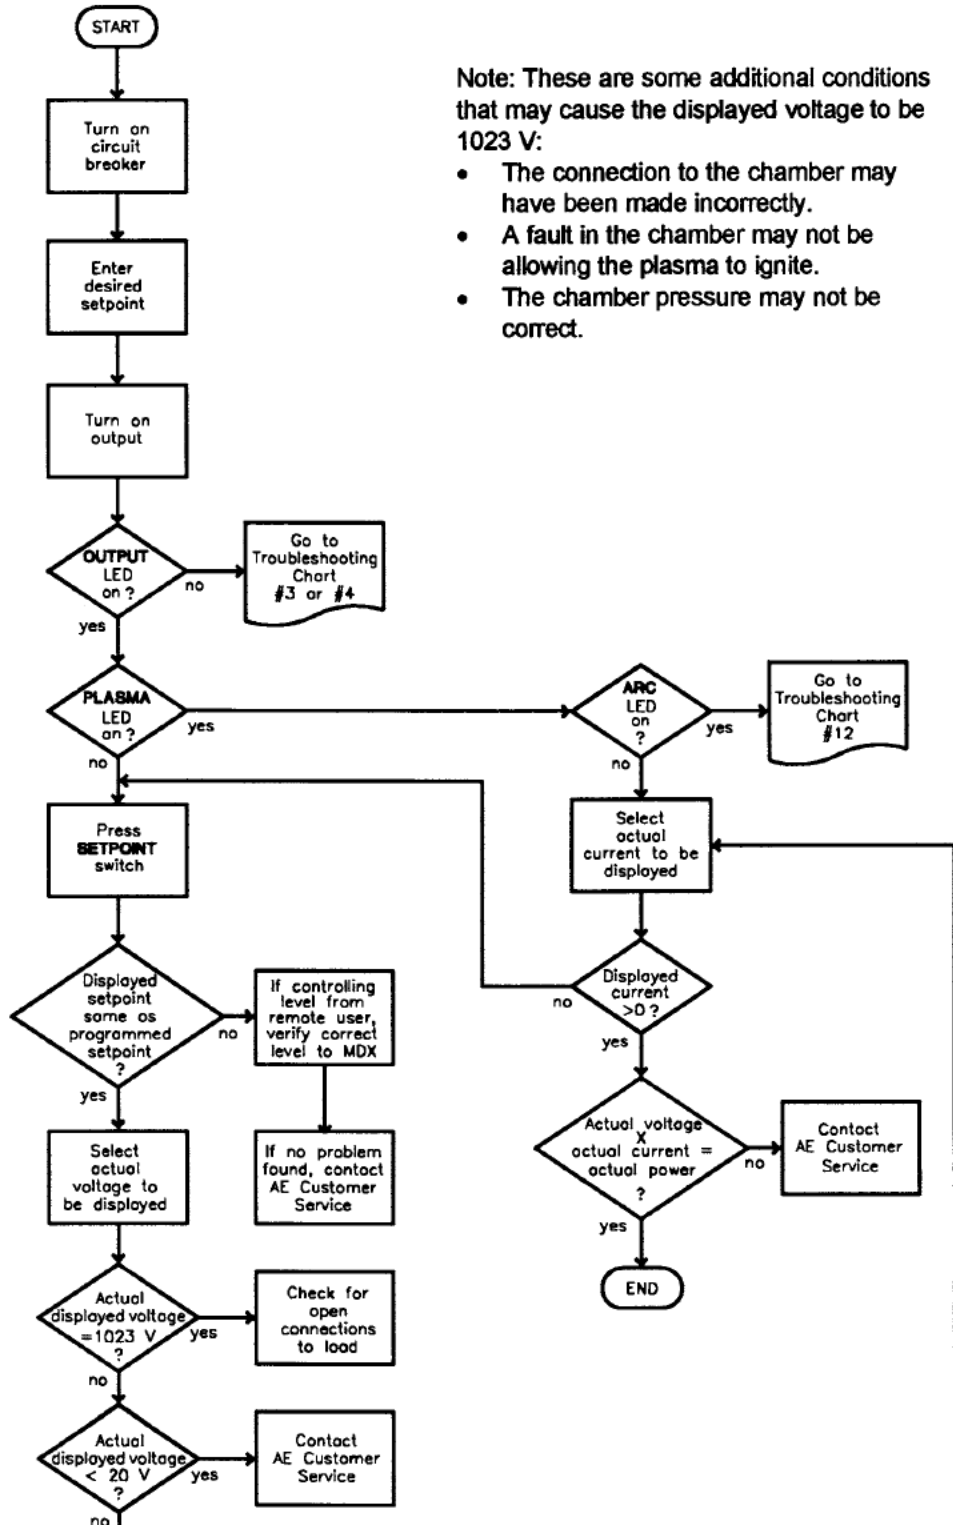 START
Turn on
circuit
breaker
Enter
desired
setpoint
Turn on
output
Note: These are some additional conditions
that may cause the displayed voltage to be
1023 V:
• The connection to the chamber may
have been made incorrectly.
• A fault in the chamber may not be
allowing the plasma to ignite.
• The chamber pressure may not be
correct.
OUTPUT
LED
on ?
no
yes
Go to
Troubleshooting
Chart
#3 or #4
PLASMA
LED
on ?
yes
no
ARC
LED
on
?
yes
no
Go to
Troubleshooting
Chart
#12
Press
SETPOINT
switch
Select
actual
current to be
displayed
Displayed
setpoint
same as
programmed
setpoint
?
no
yes
If controlling
level from
remote user,
verify correct
level to MDX
If no problem
found, contact
AE Customer
Service
Displayed
current
>0 ?
no
yes
Actual voltage
X
actual current =
actual power
?
no
yes
Contact
AE Customer
Service
END
Select
actual
voltage to
be displayed
Actual
displayed voltage
=1023 V
?
yes
no
Check for
open
connections
to load
Actual
displayed voltage
< 20 V
?
yes
no
Contact
AE Customer
Service